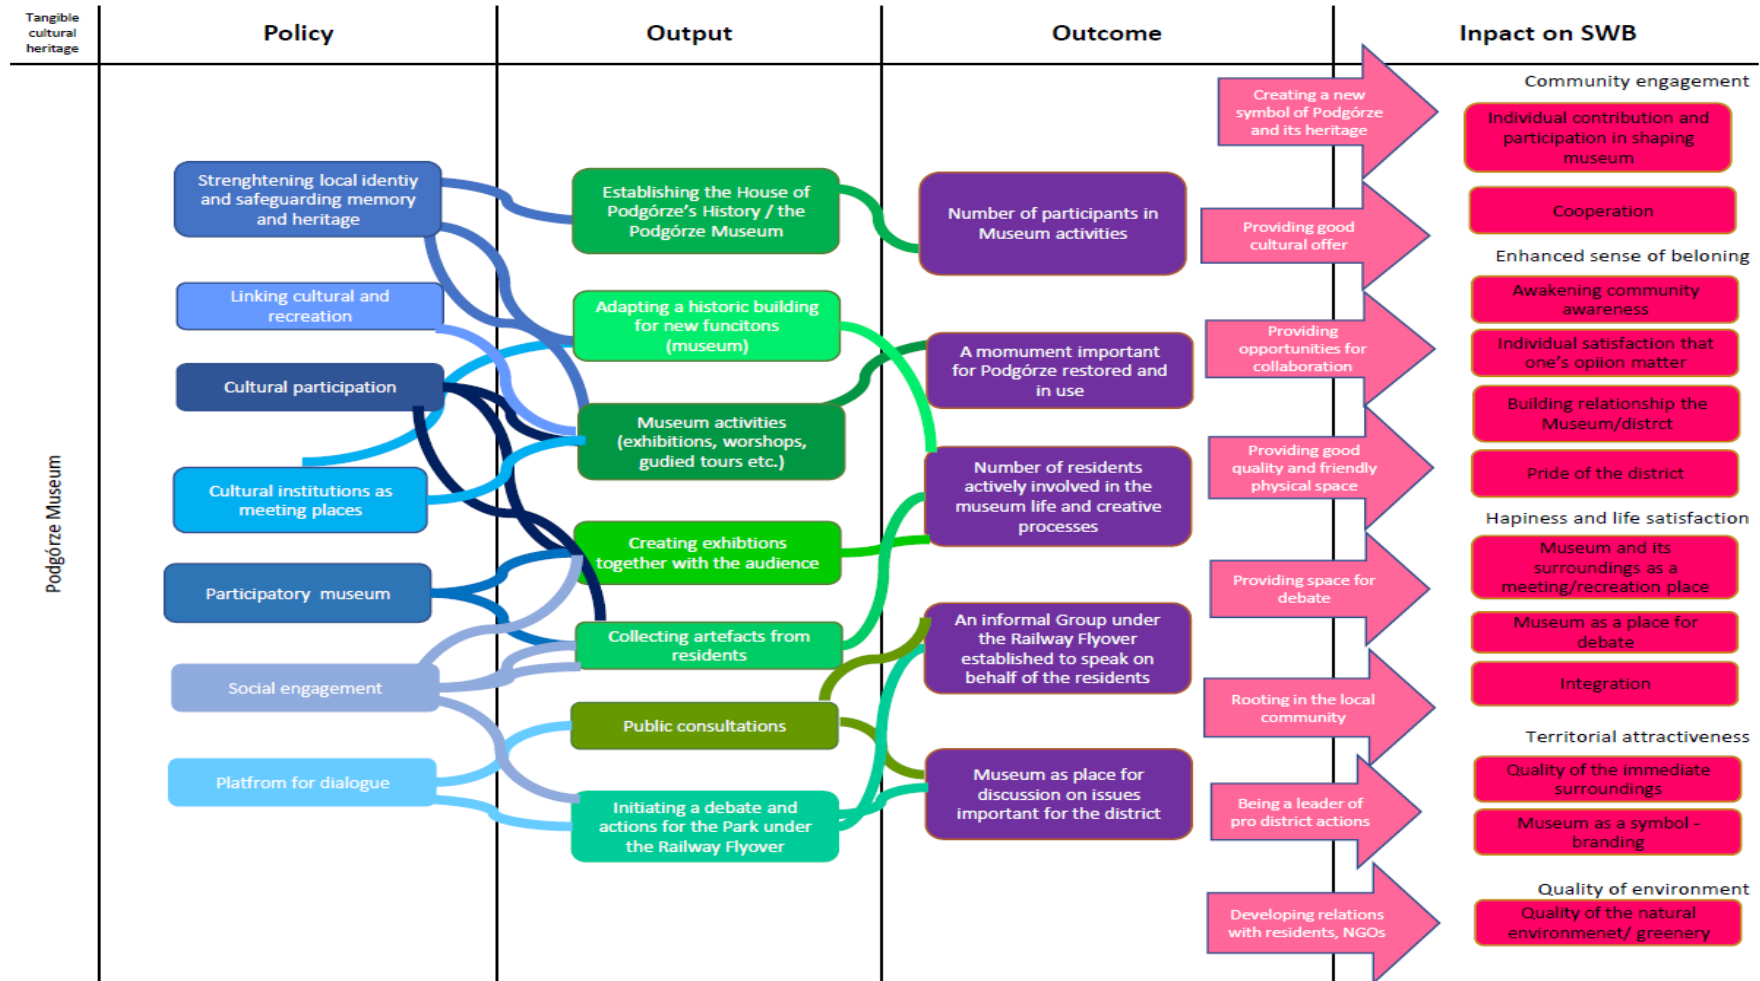 Tangible
cultural
heritage
Policy
Output
Outcome
Inpact on SWB
Podgórze Museum
Strenghtening local identiy
and safeguarding memory
and heritage
Linking cultural and
recreation
Cultural participation
Cultural institutions as
meeting places
Participatory museum
Social engagement
Platfrom for dialogue
Establishing the House of
Podgórze’s History / the
Podgórze Museum
Adapting a historic building
for new funcitons
(museum)
Museum activities
(exhibitions, worshops,
gudied tours etc.)
Creating exhibtions
together with the audience
Collecting artefacts from
residents
Public consultations
Initiating a debate and
actions for the Park under
the Railway Flyover
Number of participants in
Museum activities
A momument important
for Podgórze restored and
in use
Number of residents
actively involved in the
museum life and creative
processes
An informal Group under
the Railway Flyover
established to speak on
behalf of the residents
Museum as place for
discussion on issues
important for the district
Creating a new
symbol of Podgórze
and its heritage
Providing good
cultural offer
Providing
opportunities for
collaboration
Providing good
quality and friendly
physical space
Providing space for
debate
Rooting in the local
community
Being a leader of
pro district actions
Developing relations
with residents, NGOs
Community engagement
Individual contribution and
participation in shaping
museum
Cooperation
Enhanced sense of beloning
Awakening community
awareness
Individual satisfaction that
one’s opiion matter
Building relationship the
Museum/distrct
Pride of the district
Hapiness and life satisfaction
Museum and its
surroundings as a
meeting/recreation place
Museum as a place for
debate
Integration
Territorial attractiveness
Quality of the immediate
surroundings
Museum as a symbol -
branding
Quality of environment
Quality of the natural
environmenet/ greenery